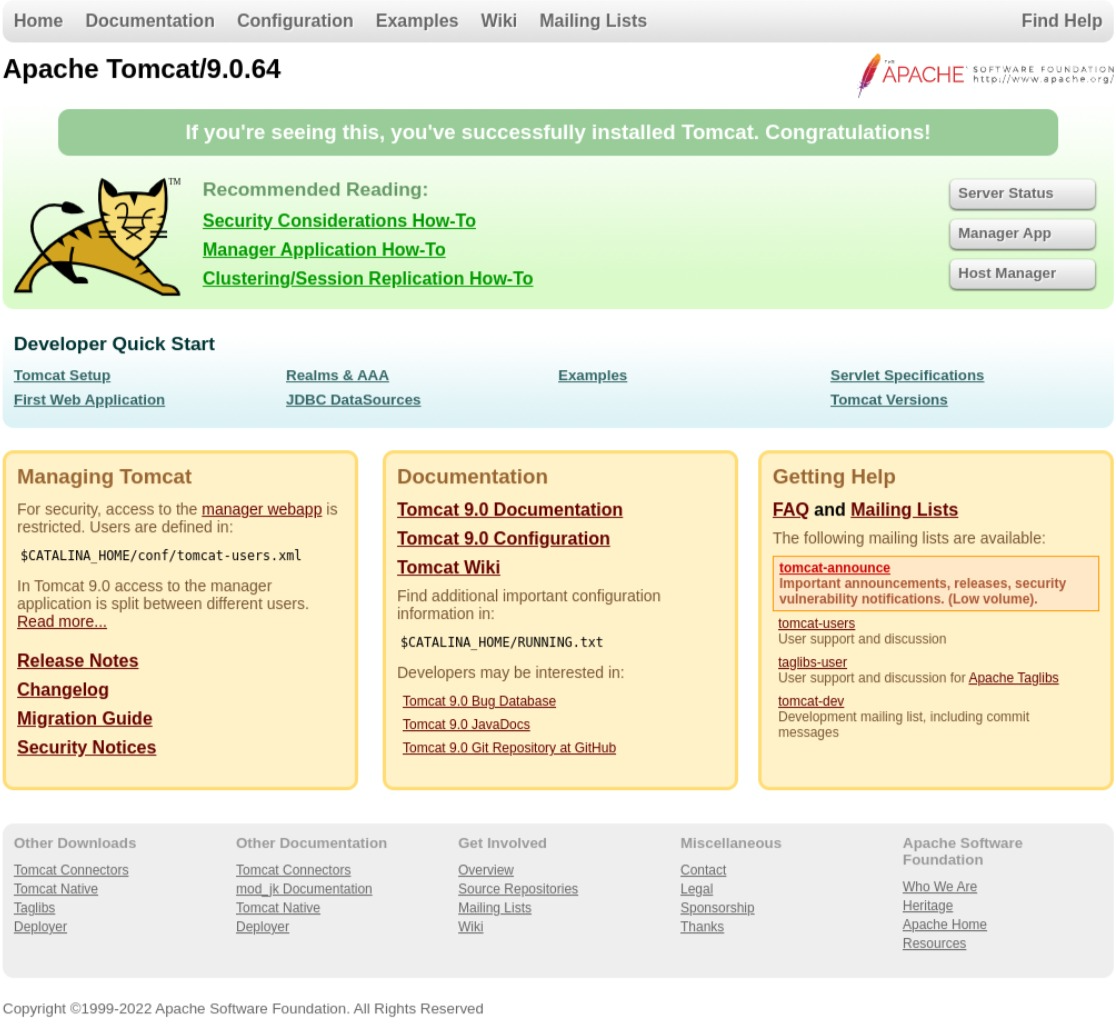 Home Documentation Configuration Examples Wiki Mailing Lists Find Help
Apache Tomcat/9.0.64
THE APACHE SOFTWARE FOUNDATION
http://www.apache.org/
If you're seeing this, you've successfully installed Tomcat. Congratulations!
TM
Recommended Reading:
Security Considerations How-To
Manager Application How-To
Clustering/Session Replication How-To
Server Status
Manager App
Host Manager
Developer Quick Start
Tomcat Setup
First Web Application
Realms & AAA
JDBC DataSources
Examples
Servlet Specifications
Tomcat Versions
Managing Tomcat
For security, access to the manager webapp is
restricted. Users are defined in:
$CATALINA_HOME/conf/tomcat-users.xml
In Tomcat 9.0 access to the manager
application is split between different users.
Read more...
Release Notes
Changelog
Migration Guide
Security Notices
Documentation
Tomcat 9.0 Documentation
Tomcat 9.0 Configuration
Tomcat Wiki
Find additional important configuration
information in:
$CATALINA_HOME/RUNNING.txt
Developers may be interested in:
Tomcat 9.0 Bug Database
Tomcat 9.0 JavaDocs
Tomcat 9.0 Git Repository at GitHub
Getting Help
FAQ and Mailing Lists
The following mailing lists are available:
tomcat-announce
Important announcements, releases, security
vulnerability notifications. (Low volume).
tomcat-users
User support and discussion
taglibs-user
User support and discussion for Apache Taglibs
tomcat-dev
Development mailing list, including commit
messages
Other Downloads
Tomcat Connectors
Tomcat Native
Taglibs
Deployer
Other Documentation
Tomcat Connectors
mod_jk Documentation
Tomcat Native
Deployer
Get Involved
Overview
Source Repositories
Mailing Lists
Wiki
Miscellaneous
Contact
Legal
Sponsorship
Thanks
Apache Software
Foundation
Who We Are
Heritage
Apache Home
Resources
Copyright ©1999-2022 Apache Software Foundation. All Rights Reserved